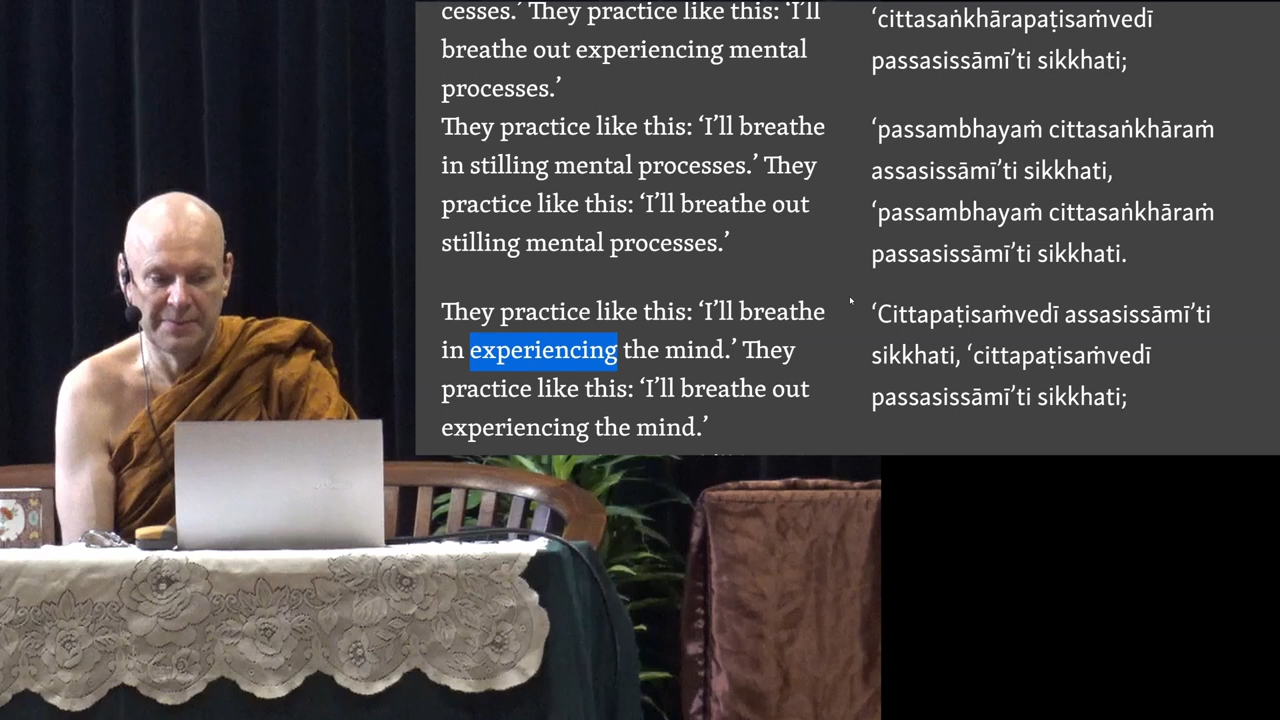 cesses.’ They practice like this: ‘I’ll
breathe out experiencing mental
processes.’
They practice like this: ‘I’ll breathe
in stilling mental processes.’ They
practice like this: ‘I’ll breathe out
stilling mental processes.’
They practice like this: ‘I’ll breathe
in experiencing the mind.’ They
practice like this: ‘I’ll breathe out
experiencing the mind.’
‘cittasaṅkhārapaṭisaṁvedī
passasissāmī’ti sikkhati;
‘passambhayaṁ cittasaṅkhāraṁ
assasissāmī’ti sikkhati,
‘passambhayaṁ cittasaṅkhāraṁ
passasissāmī’ti sikkhati.
‘Cittapaṭisaṁvedī assasissāmī’ti
sikkhati, ‘cittapaṭisaṁvedī
passasissāmī’ti sikkhati;